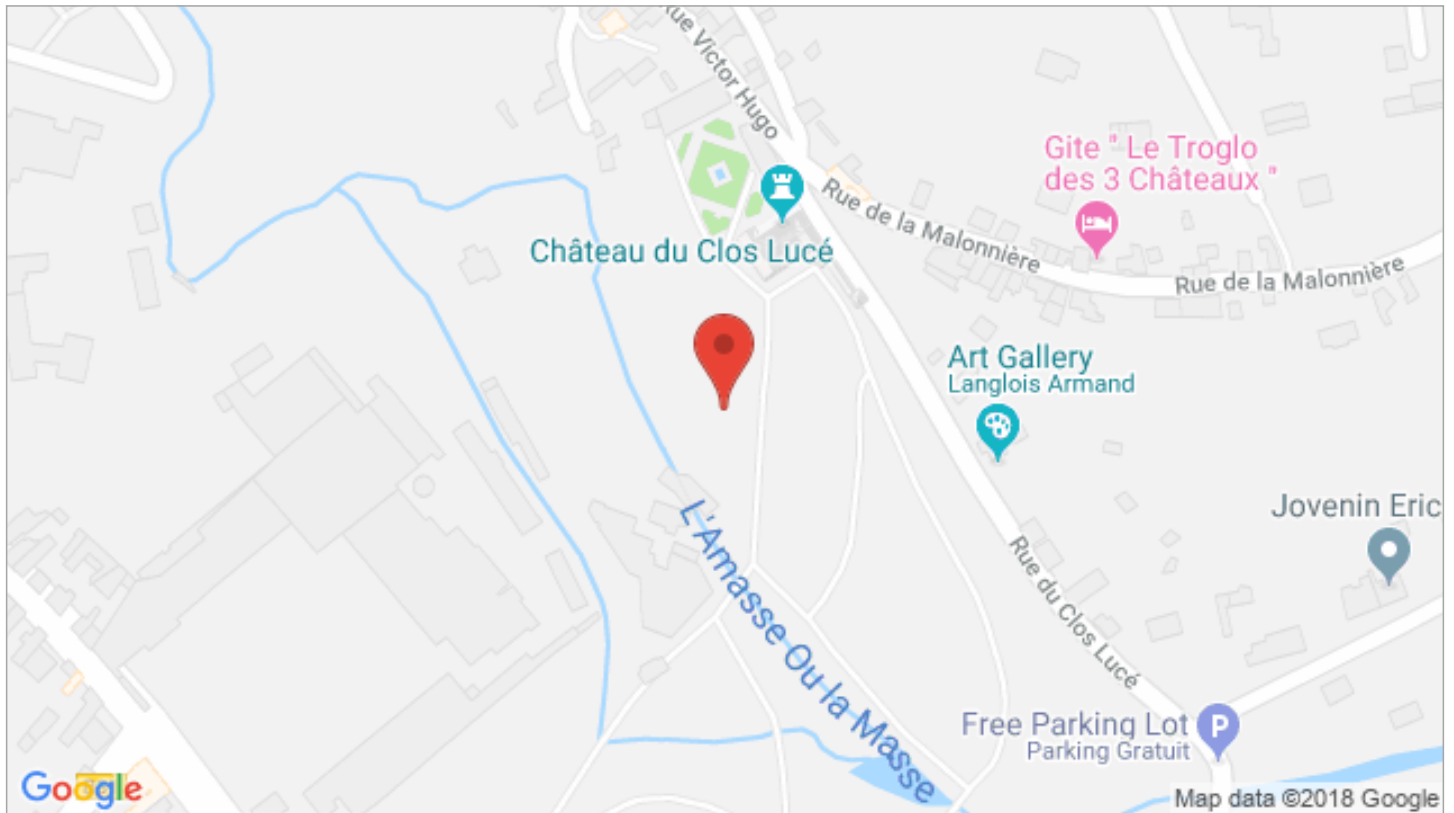 Rue Victor Hugo
Gite " Le Troglo
des 3 Châteaux "
Rue de la Malonnière
Rue de la Malonnière
Château du Clos Lucé
Art Gallery
Langlois Armand
Jovenin Eric
L'Amasse Ou la Masse
Rue du Clos Lucé
Free Parking Lot
Parking Gratuit
P
Google
Map data ©2018 Google